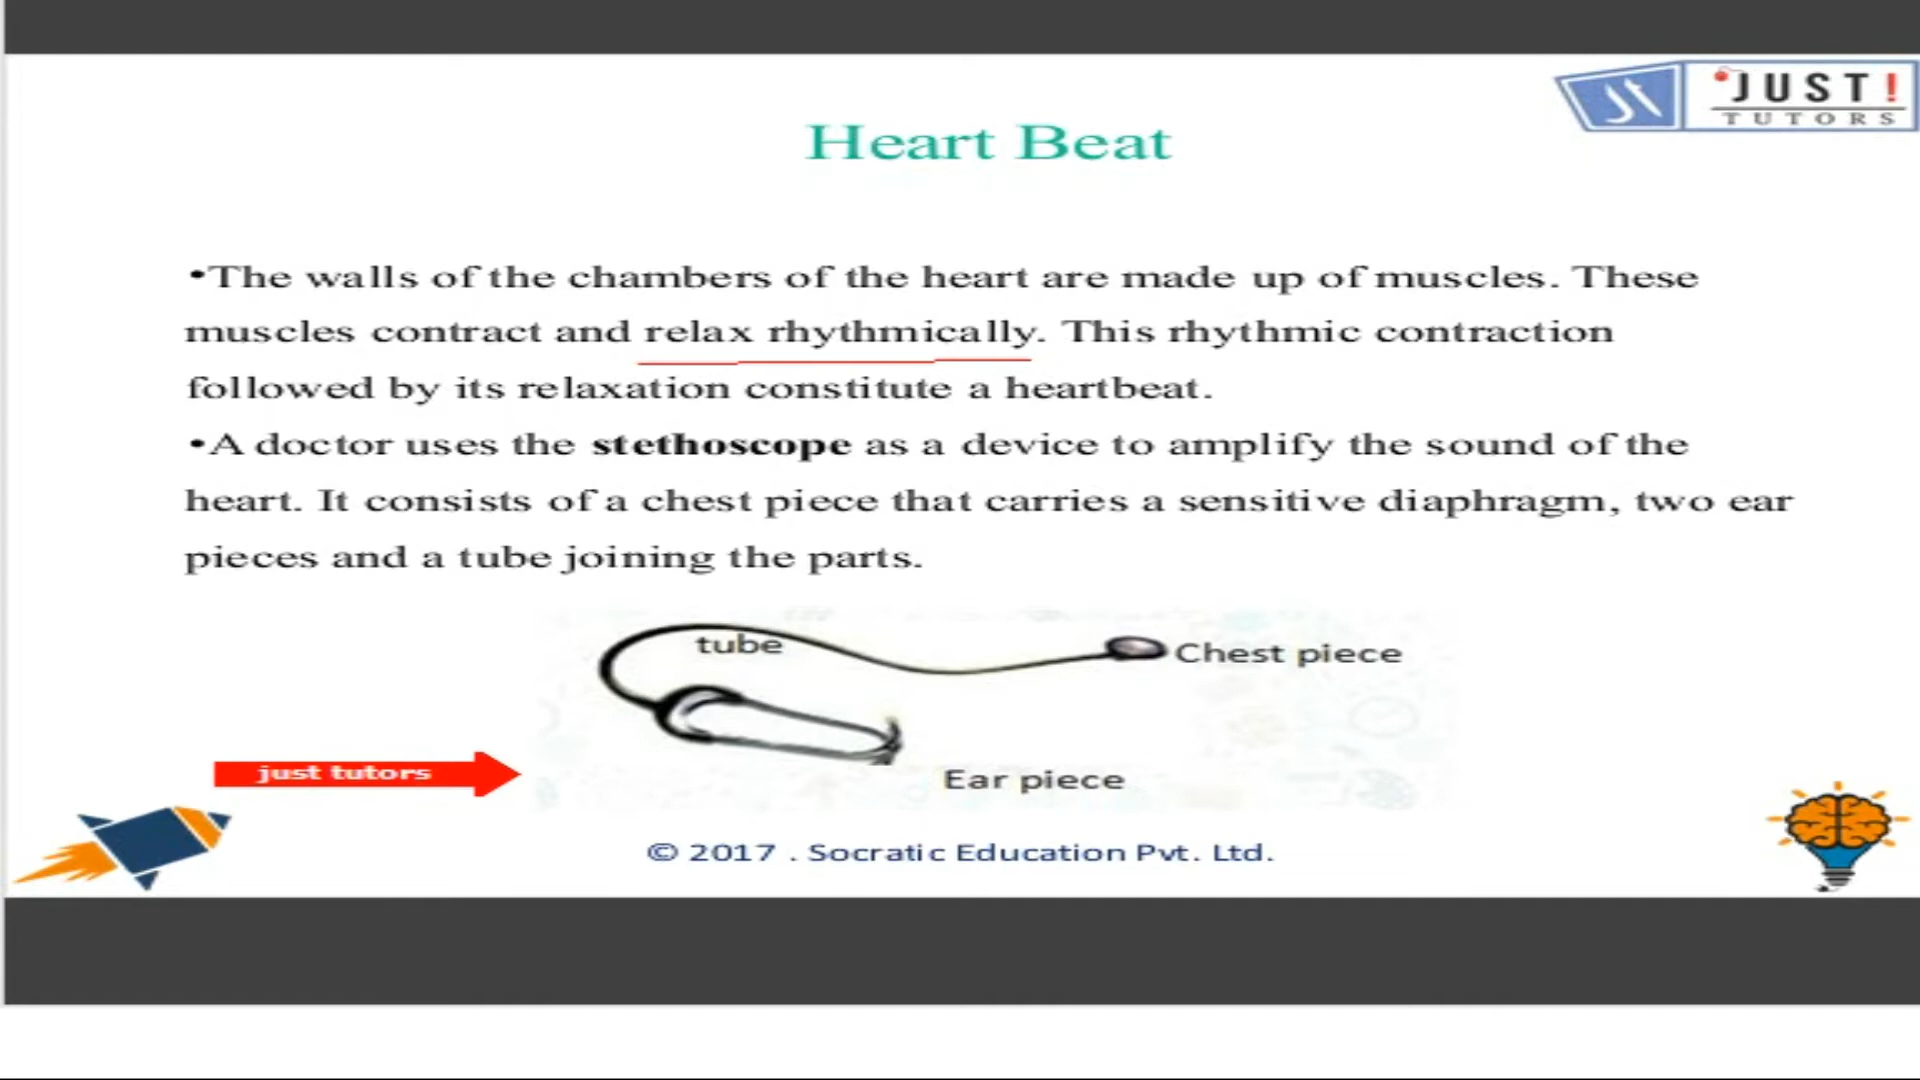 JUST!
TUTORS
Heart Beat
•The walls of the chambers of the heart are made up of muscles. These
muscles contract and relax rhythmically. This rhythmic contraction
followed by its relaxation constitute a heartbeat.
•A doctor uses the stethoscope as a device to amplify the sound of the
heart. It consists of a chest piece that carries a sensitive diaphragm, two ear
pieces and a tube joining the parts.
tube
Chest piece
just tutors
Ear piece
© 2017 . Socratic Education Pvt. Ltd.